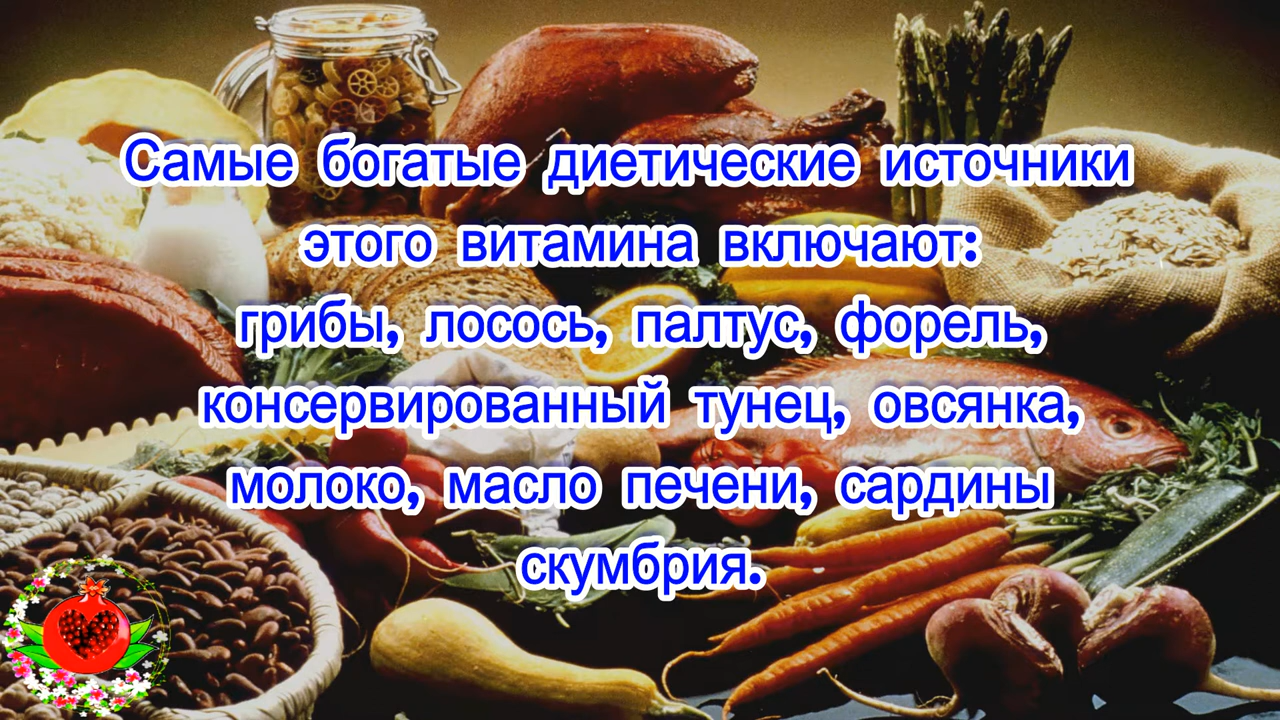 Самые богатые диетические источники
этого витамина включают:
грибы, лосось, палтус, форель,
консервированный тунец, овсянка,
молоко, масло печени, сардины
скумбрия.